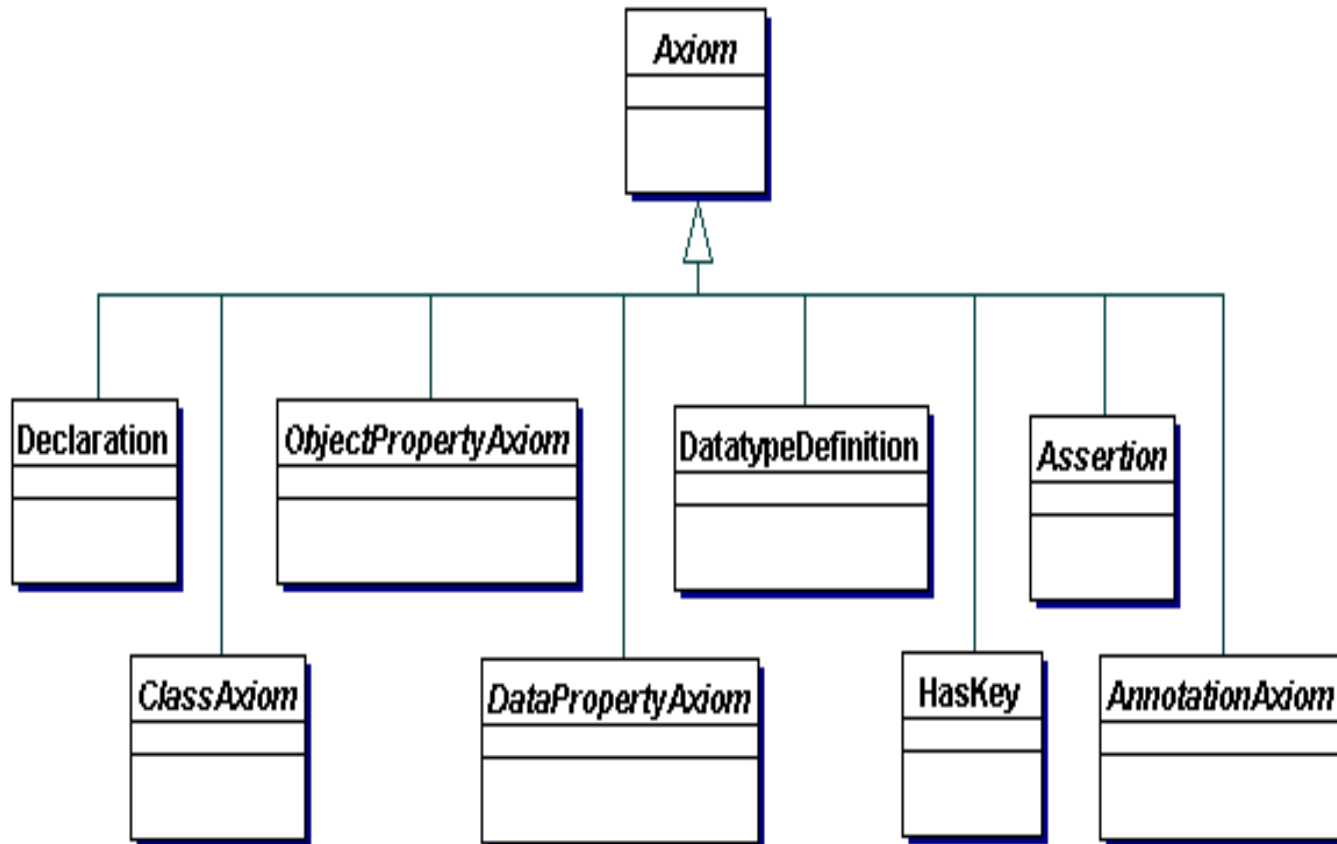 Axiom
Declaration
ObjectPropertyAxiom
DatatypeDefinition
Assertion
ClassAxiom
DataPropertyAxiom
HasKey
AnnotationAxiom